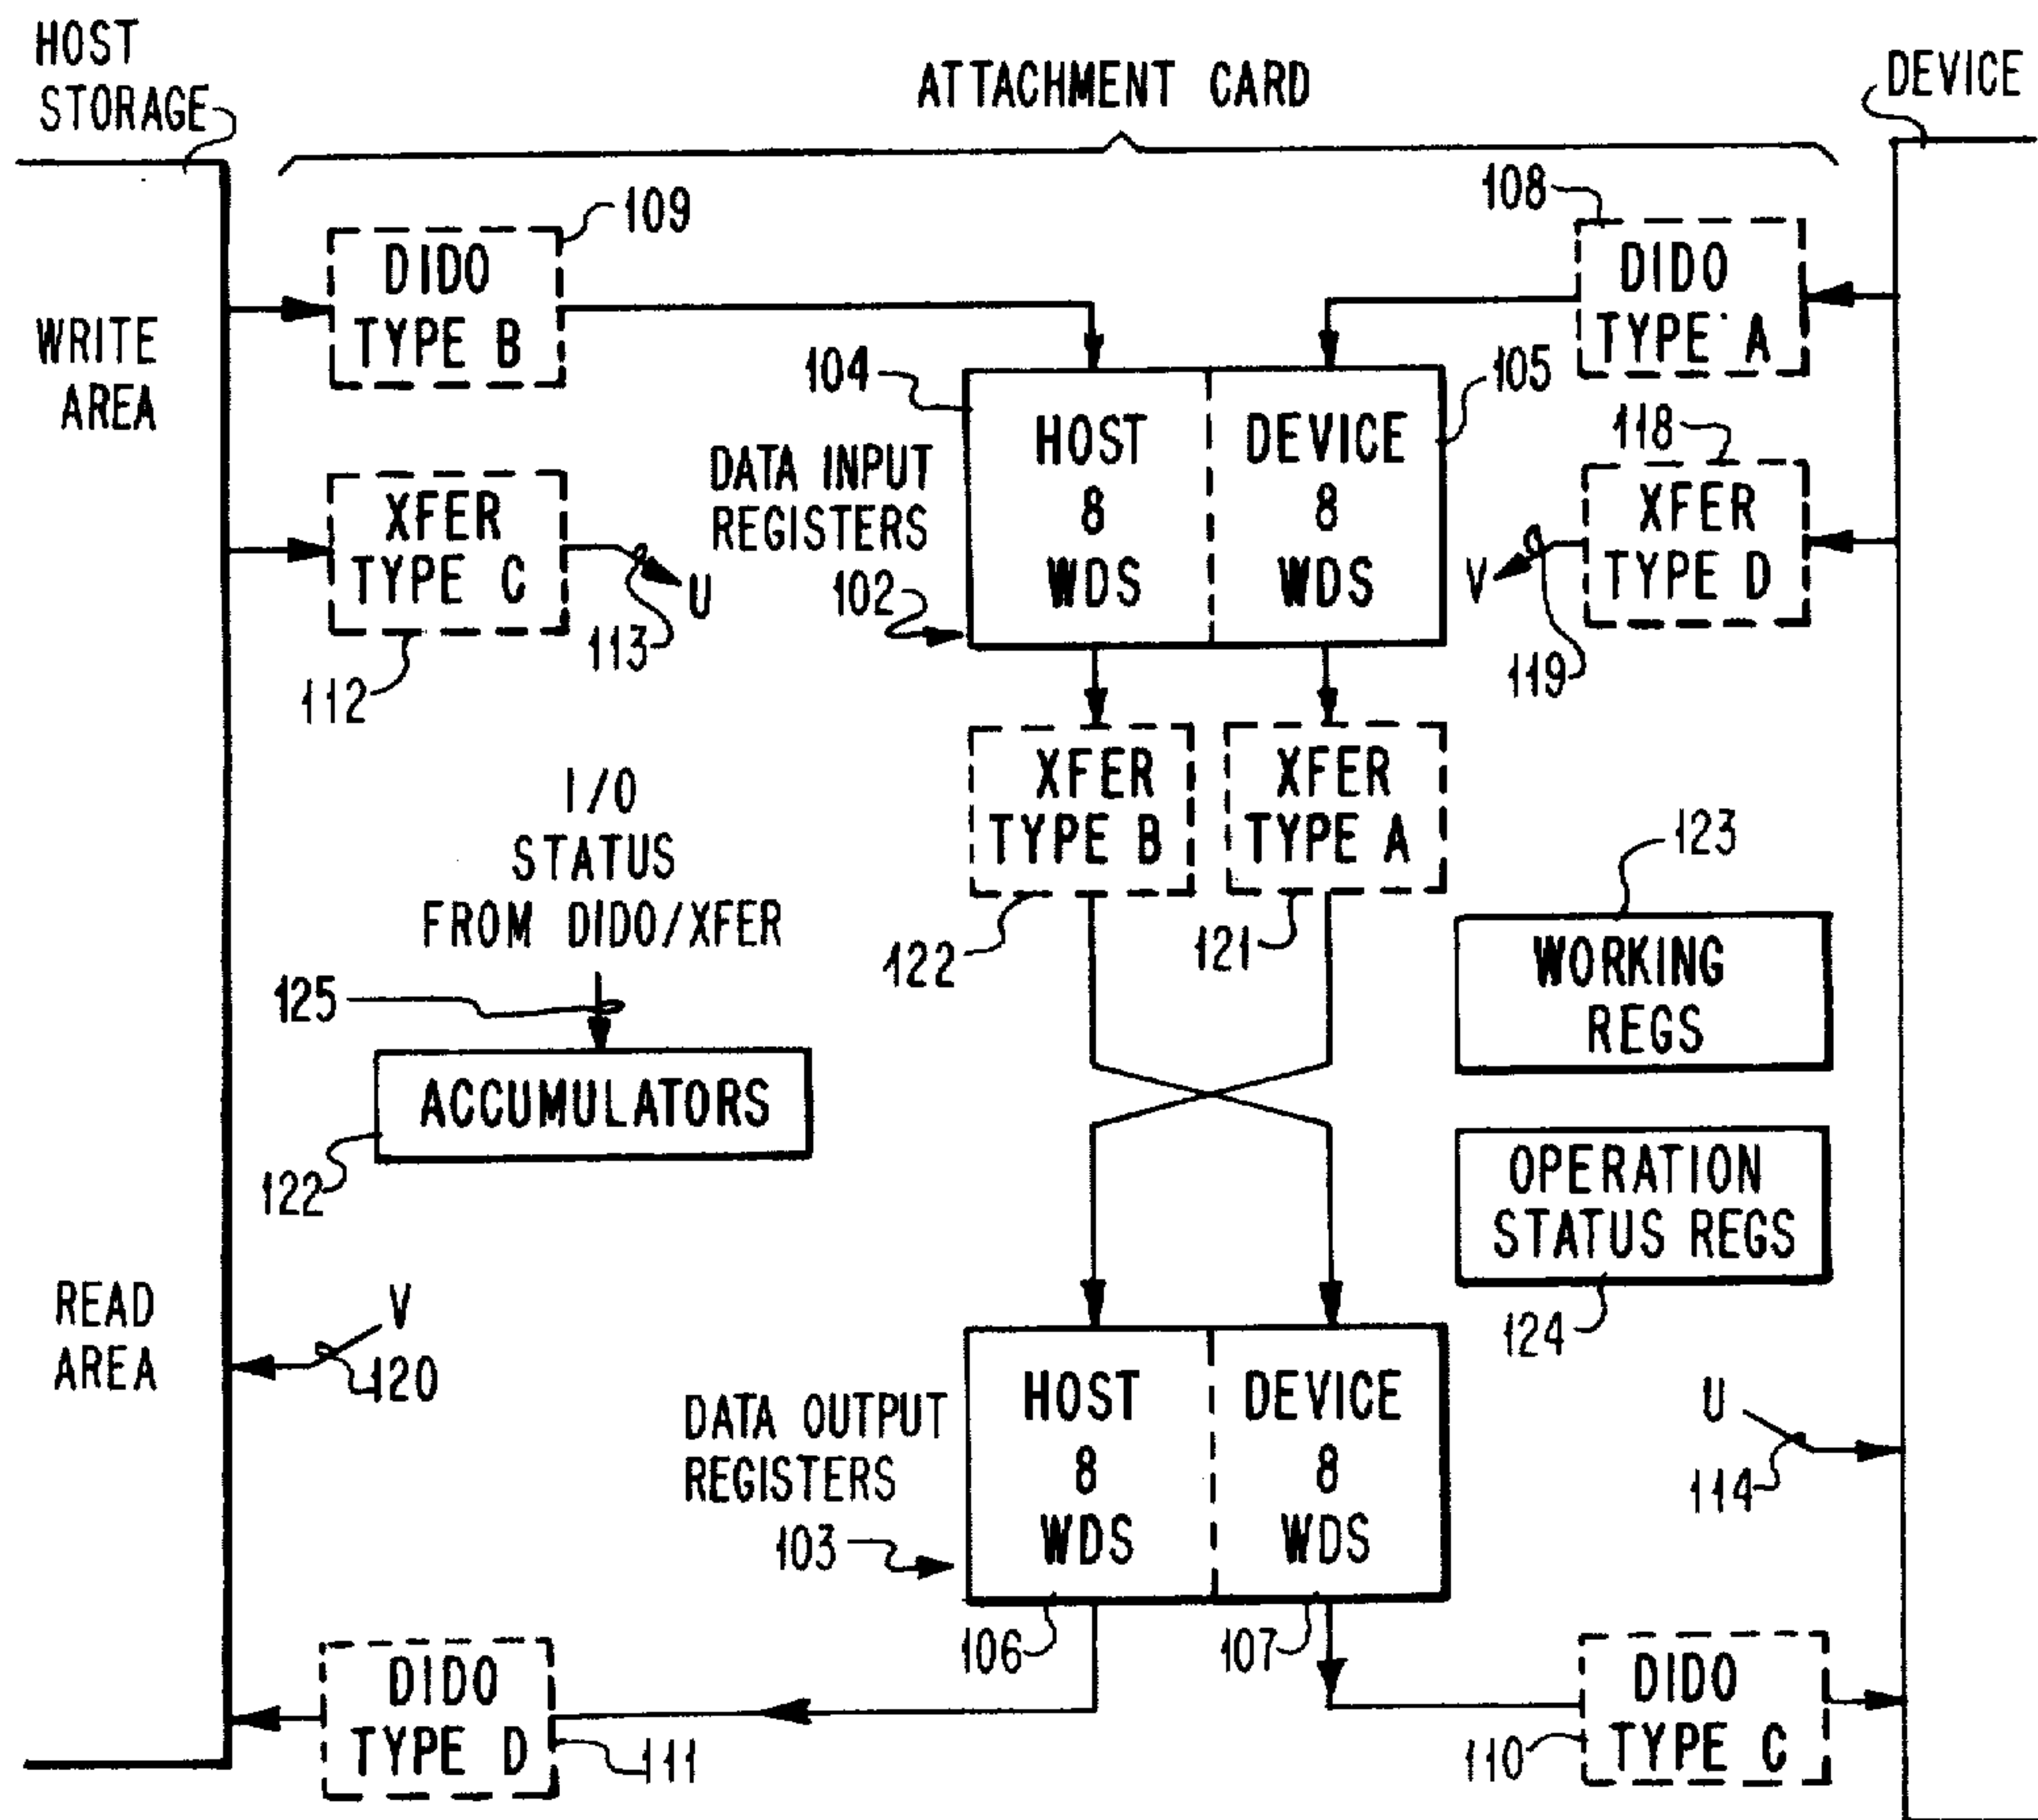 HOST
STORAGE
ATTACHMENT CARD
DEVICE
109
108
DIDO
TYPE B
DIDO
TYPE A
WRITE
AREA
104
105
HOST
8
WDS
DEVICE
8
WDS
118
DATA INPUT
REGISTERS
102
XFER
TYPE C
U
113
112
XFER
TYPE D
V
119
XFER
TYPE B
XFER
TYPE A
I/O
STATUS
FROM DIDO/XFER
125
122
121
123
WORKING
REGS
ACCUMULATORS
122
OPERATION
STATUS REGS
124
READ
AREA
V
120
HOST
8
WDS
DEVICE
8
WDS
DATA OUTPUT
REGISTERS
103
U
114
106
107
DIDO
TYPE D
111
110
DIDO
TYPE C